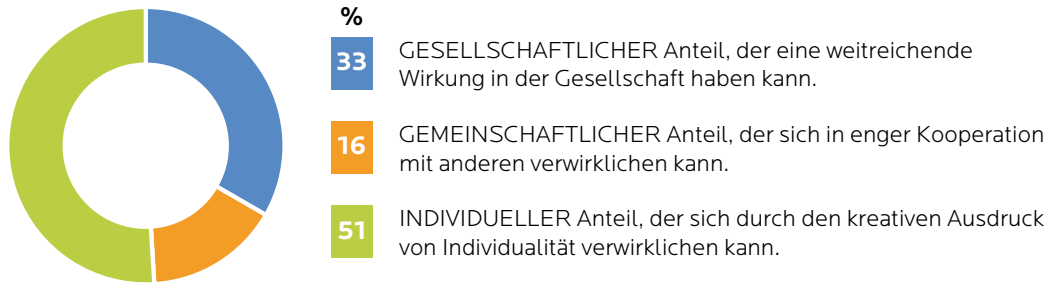 %
33 GESELLSCHAFTLICHER Anteil, der eine weitreichende
Wirkung in der Gesellschaft haben kann.
16 GEMEINSCHAFTLICHER Anteil, der sich in enger Kooperation
mit anderen verwirklichen kann.
51 INDIVIDUELLER Anteil, der sich durch den kreativen Ausdruck
von Individualität verwirklichen kann.